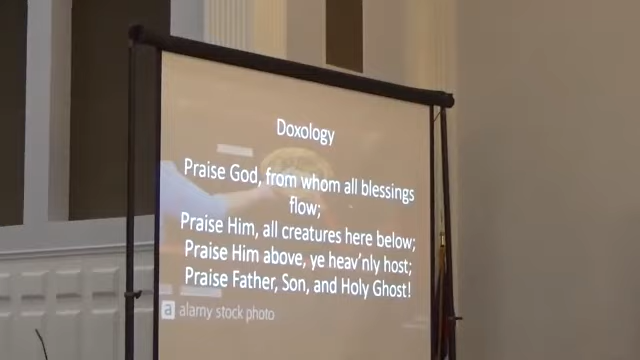 Doxology
Praise God, from whom all blessings
flow;
Praise Him, all creatures here below;
Praise Him above, ye heav'nly host;
Praise Father, Son, and Holy Ghost!
a alamy stock photo